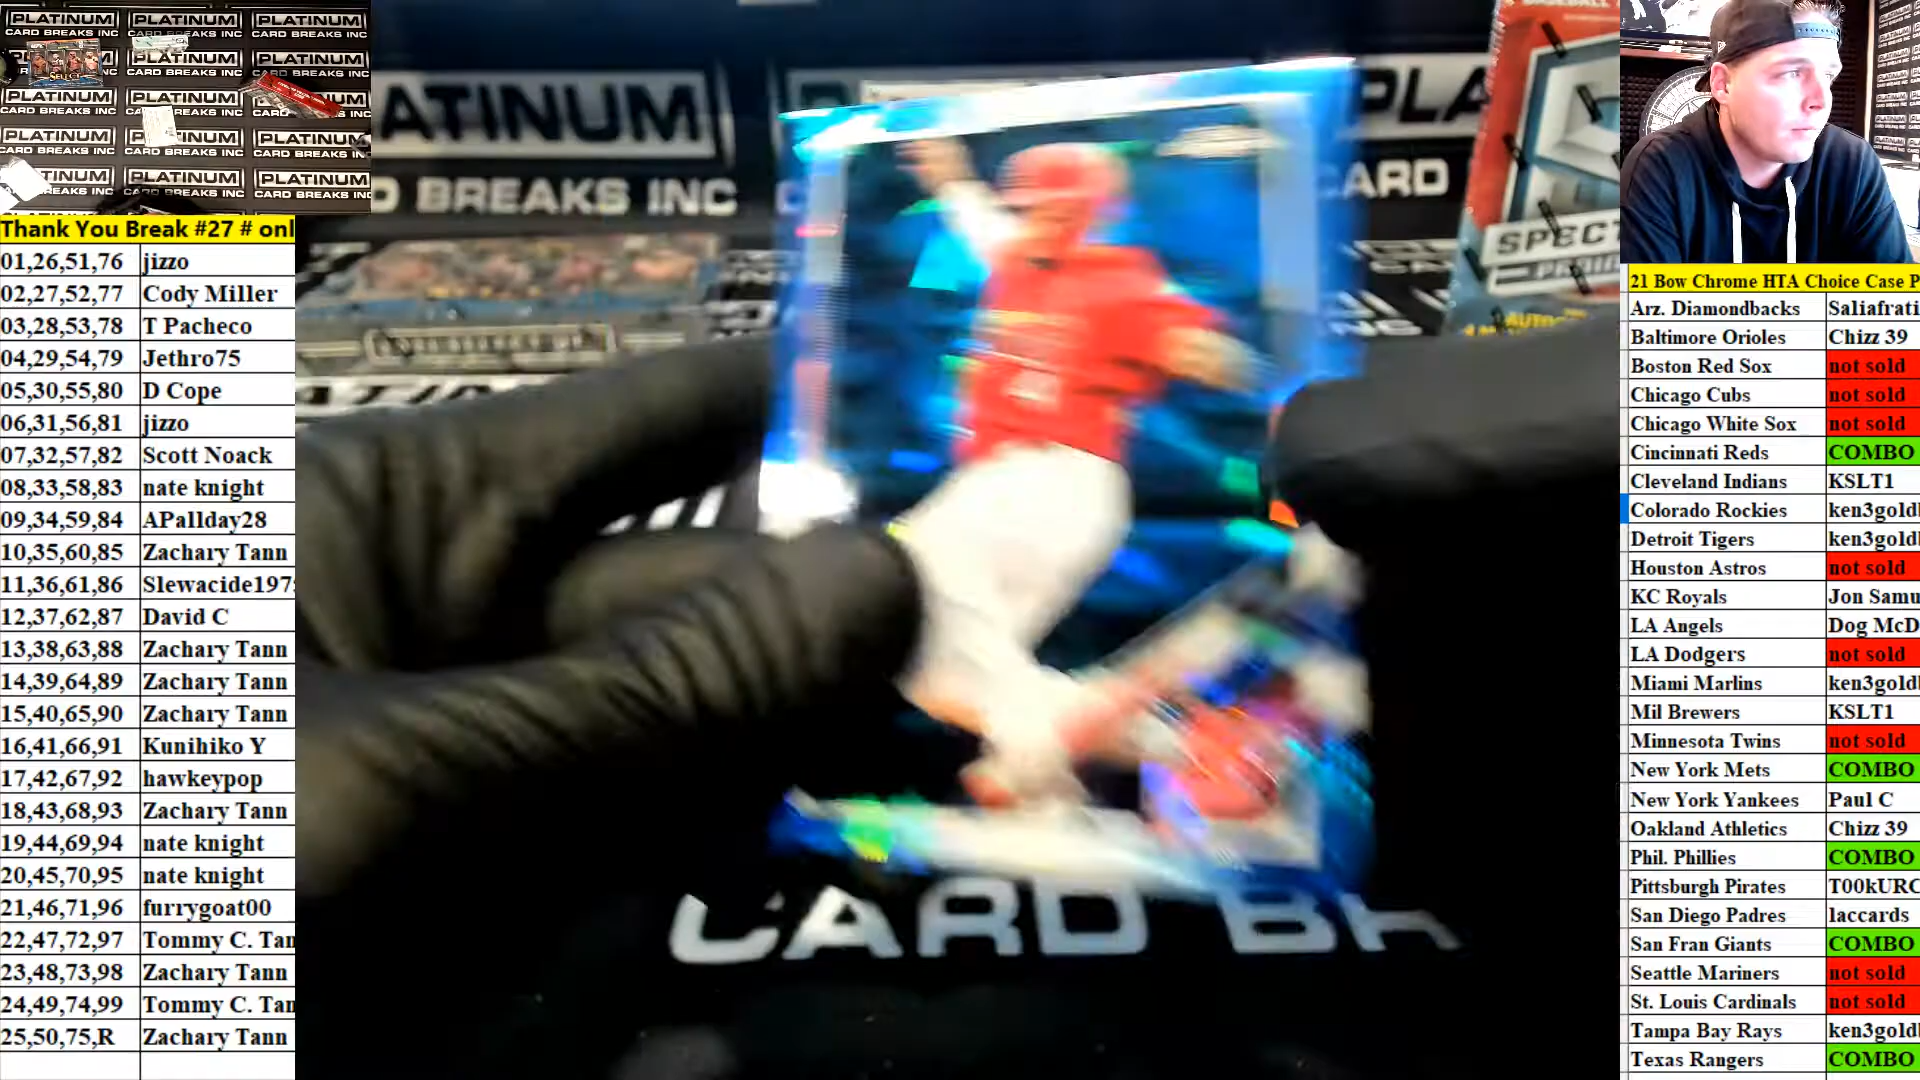 PLATINUM PLATINUM PLATINUM
CARD BREAKS INC CARD BREAKS INC CARD BREAKS INC
SELECT
ATINUM
D BREAKS INC
PLA
CARD
SPECT
CARD BR
Thank You Break #27 # onl
01,26,51,76 jizzo
02,27,52,77 Cody Miller
03,28,53,78 T Pacheco
04,29,54,79 Jethro75
05,30,55,80 D Cope
06,31,56,81 jizzo
07,32,57,82 Scott Noack
08,33,58,83 nate knight
09,34,59,84 APallday28
10,35,60,85 Zachary Tann
11,36,61,86 Slewacide197
12,37,62,87 David C
13,38,63,88 Zachary Tann
14,39,64,89 Zachary Tann
15,40,65,90 Zachary Tann
16,41,66,91 Kunihiko Y
17,42,67,92 hawkeypop
18,43,68,93 Zachary Tann
19,44,69,94 nate knight
20,45,70,95 nate knight
21,46,71,96 furrygoat00
22,47,72,97 Tommy C. Tan
23,48,73,98 Zachary Tann
24,49,74,99 Tommy C. Tan
25,50,75,R Zachary Tann
21 Bow Chrome HTA Choice Case P
Arz. Diamondbacks Saliafrati
Baltimore Orioles Chizz 39
Boston Red Sox not sold
Chicago Cubs not sold
Chicago White Sox not sold
Cincinnati Reds COMBO
Cleveland Indians KSLT1
Colorado Rockies ken3gold
Detroit Tigers ken3gold
Houston Astros not sold
KC Royals Jon Samu
LA Angels Dog McD
LA Dodgers not sold
Miami Marlins ken3gold
Mil Brewers KSLT1
Minnesota Twins not sold
New York Mets COMBO
New York Yankees Paul C
Oakland Athletics Chizz 39
Phil. Phillies COMBO
Pittsburgh Pirates T00kURC
San Diego Padres laccards
San Fran Giants COMBO
Seattle Mariners not sold
St. Louis Cardinals not sold
Tampa Bay Rays ken3gold
Texas Rangers COMBO